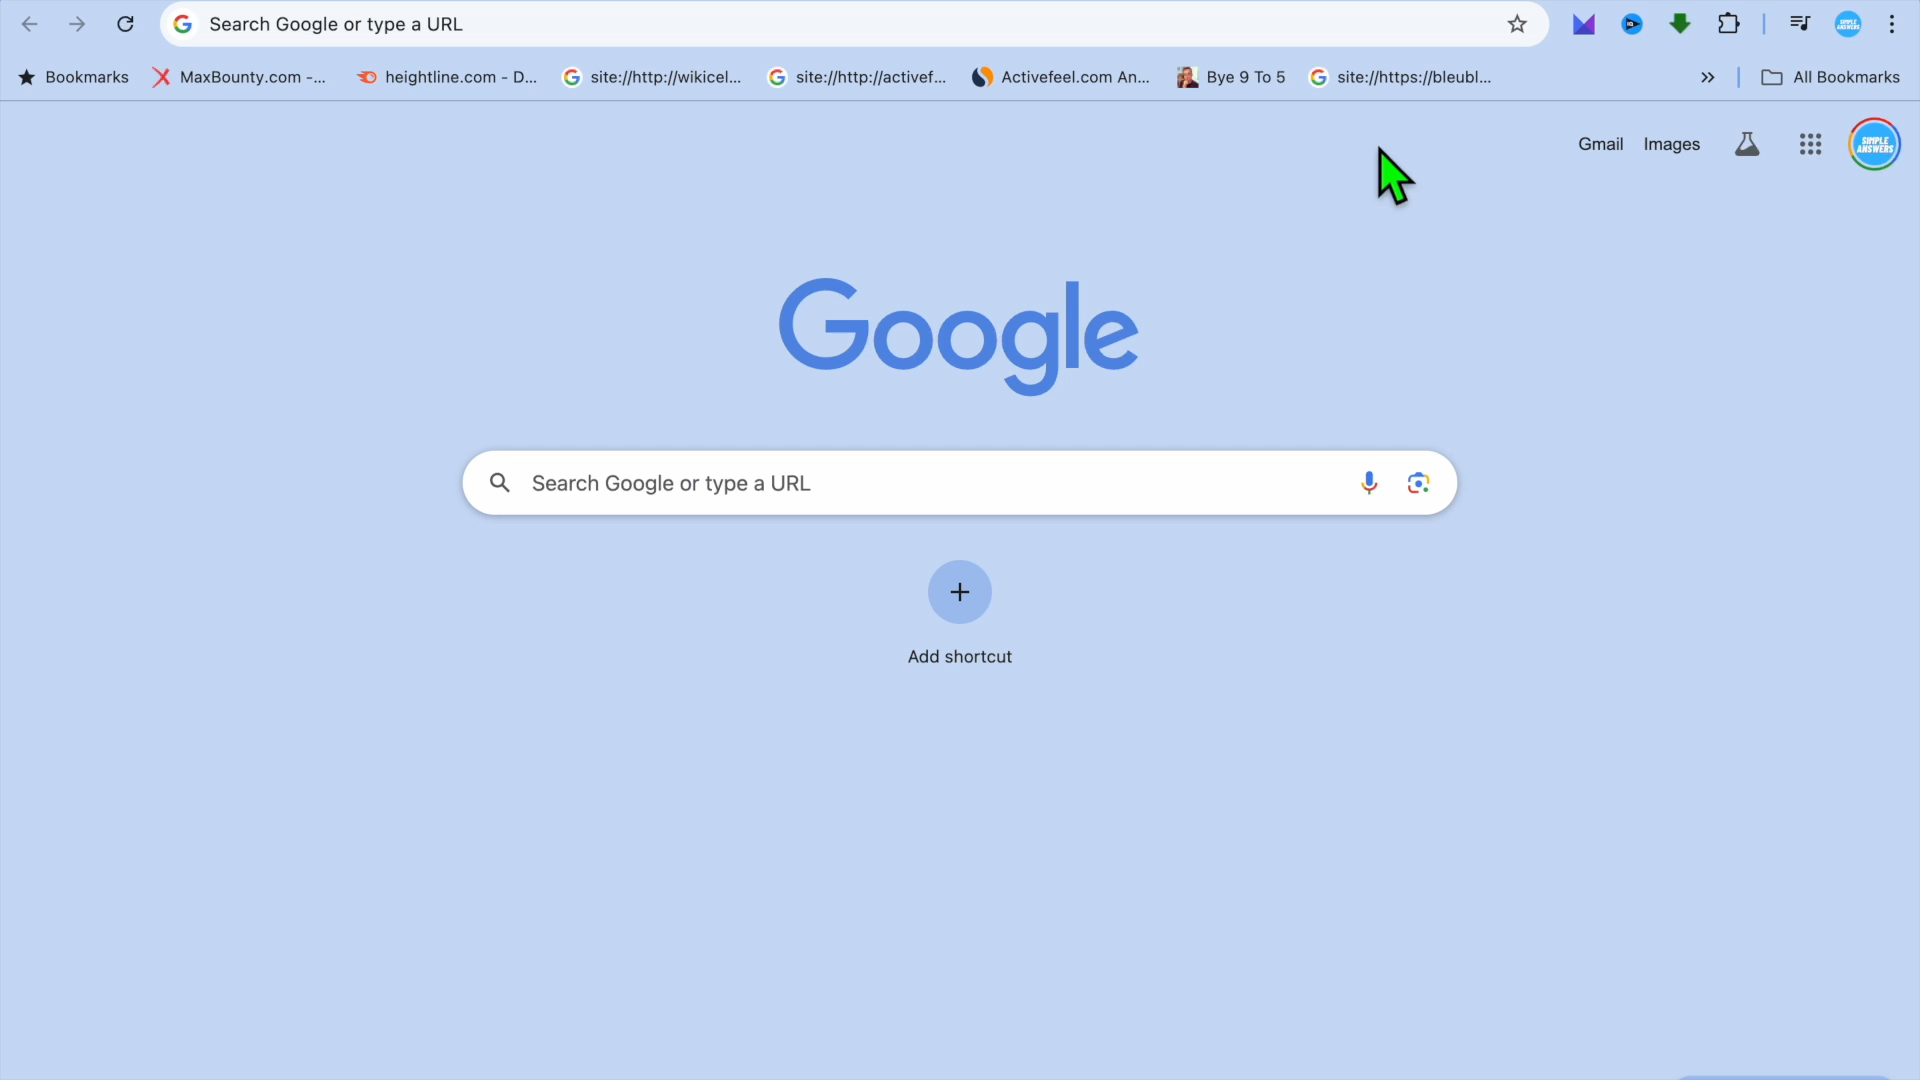 Search Google or type a URL
Bookmarks
MaxBounty.com -...
heightline.com - D...
site://http://wikicel...
site://http://activef...
Activefeel.com An...
Bye 9 To 5
site://https://bleubl...
All Bookmarks
Gmail
Images
SIMPLE
ANSWERS
Google
Search Google or type a URL
Add shortcut